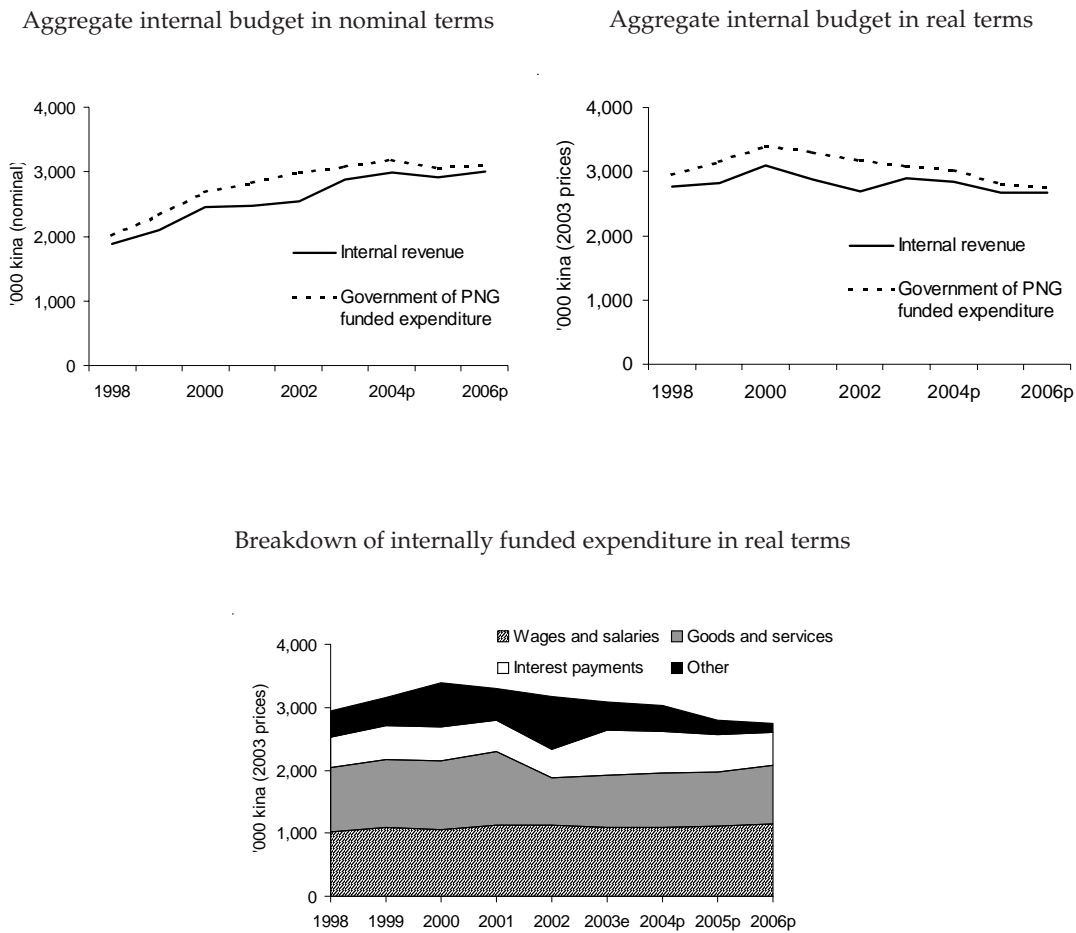 Aggregate internal budget in nominal terms
4,000
3,000
2,000
1,000
0
'000 kina (nominal)
Internal revenue
Government of PNG
funded expenditure
1998
2000
2002
2004p
2006p
Aggregate internal budget in real terms
4,000
3,000
2,000
1,000
0
'000 kina (2003 prices)
Internal revenue
Government of PNG
funded expenditure
1998
2000
2002
2004p
2006p
Breakdown of internally funded expenditure in real terms
Wages and salaries
Goods and services
Interest payments
Other
4,000
3,000
2,000
1,000
0
'000 kina (2003 prices)
1998
1999
2000
2001
2002
2003e
2004p
2005p
2006p